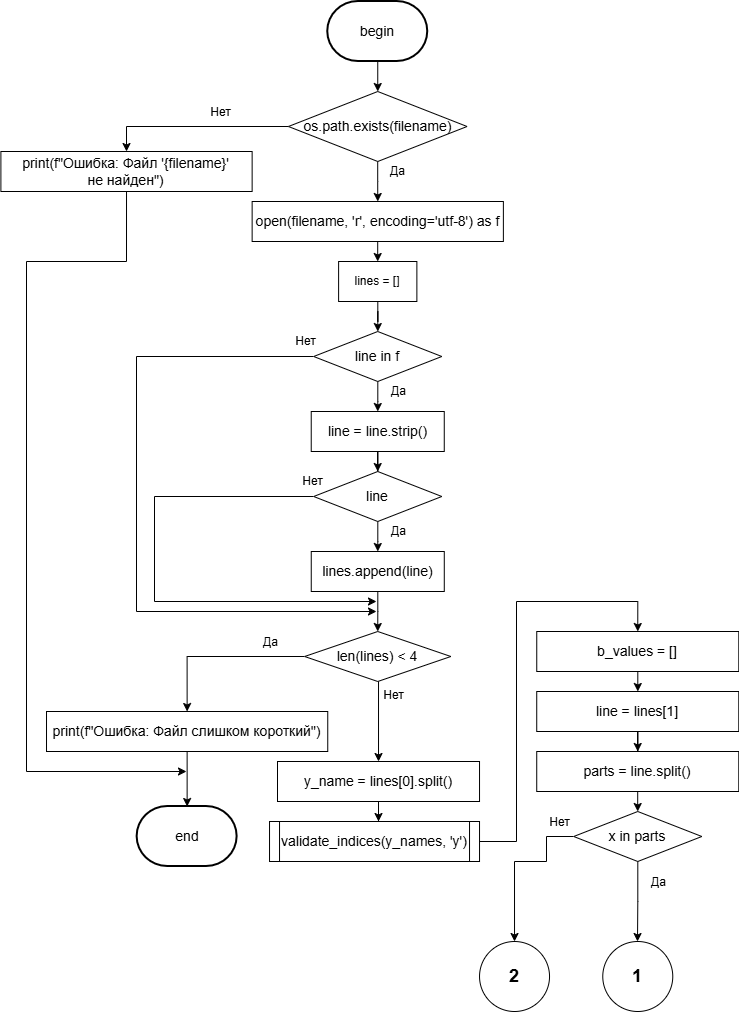 begin
Нет
os.path.exists(filename)
Да
print(f"Ошибка: Файл '{filename}'
не найден")
open(filename, 'r', encoding='utf-8') as f
lines = []
Нет
line in f
Да
line = line.strip()
Нет
line
Да
lines.append(line)
Да
len(lines) < 4
Нет
print(f"Ошибка: Файл слишком короткий")
end
y_name = lines[0].split()
validate_indices(y_names, 'y')
b_values = []
line = lines[1]
parts = line.split()
Нет
x in parts
Да
2
1